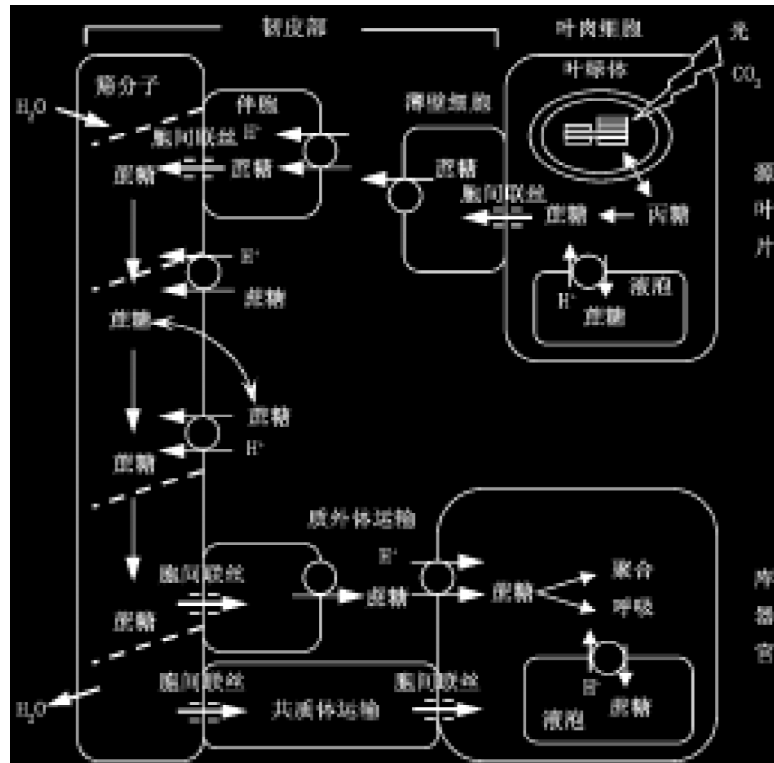 韧皮部
叶肉细胞
光
筛分子
叶绿体
CO₂
H₂O
伴胞
薄壁细胞
胞间联丝
H⁺
蔗糖
蔗糖
蔗糖
胞间联丝
蔗糖
丙糖
源叶片
H⁺
蔗糖
H⁺
液泡
蔗糖
蔗糖
蔗糖
H⁺
蔗糖
质外体运输
H⁺
胞间联丝
蔗糖
蔗糖
聚合
呼吸
库器官
蔗糖
胞间联丝
胞间联丝
H⁺
蔗糖
H₂O
共质体运输
液泡